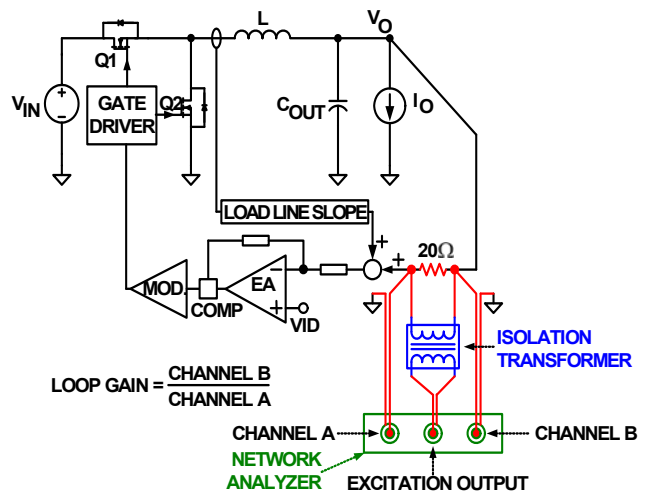 L
VO
Q1
VIN
GATE
DRIVER
Q2
COUT
IO
LOAD LINE SLOPE
20Ω
MOD.
COMP
EA
VID
ISOLATION
TRANSFORMER
LOOP GAIN = CHANNEL B
CHANNEL A
CHANNEL A
CHANNEL B
NETWORK
ANALYZER
EXCITATION OUTPUT